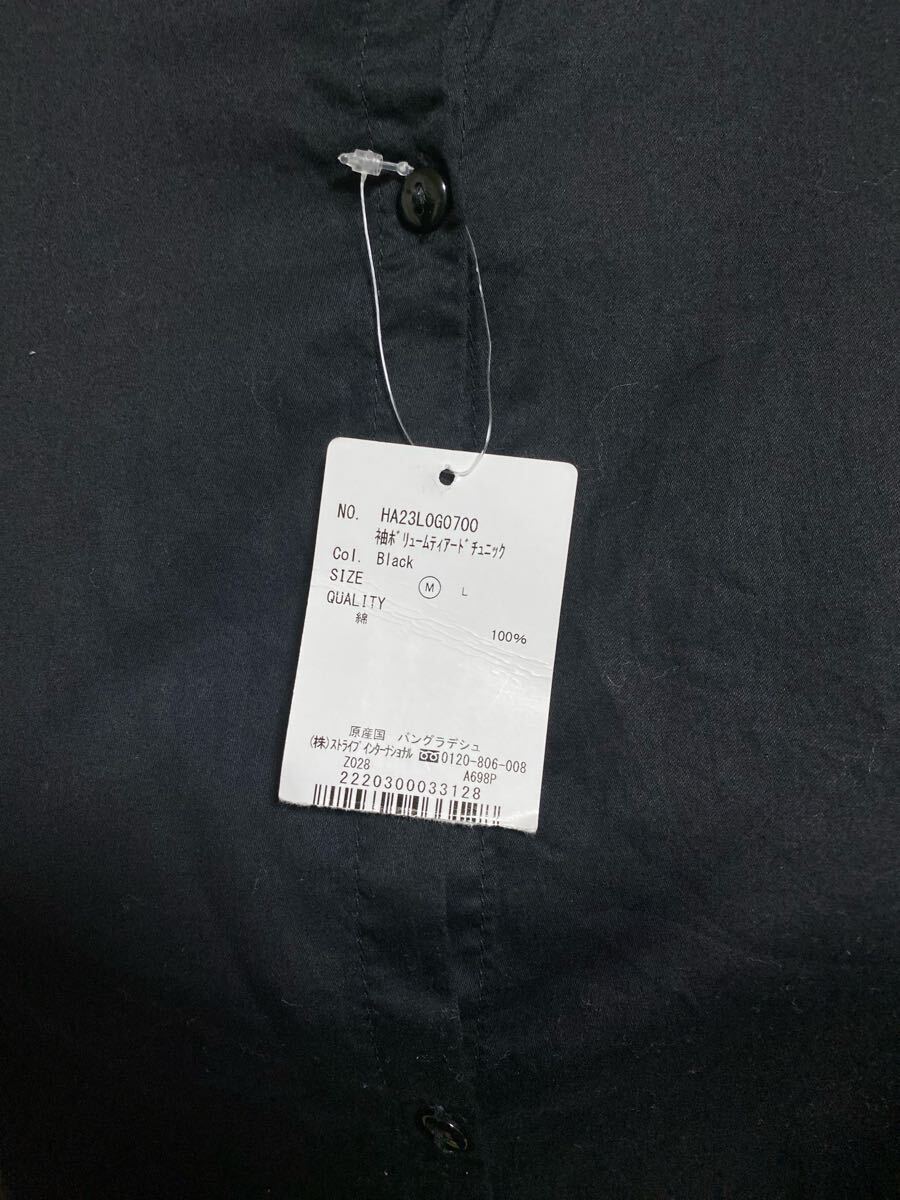 NO. HA23L0G0700
袖ﾎﾞﾘｭｰﾑﾃｨｱｰﾄﾞﾁｭﾆｯｸ
Col. Black
SIZE Ⓜ L
QUALITY
綿 100%
原産国 バングラデシュ
(株)ｽﾄﾗｲﾌﾟｲﾝﾀｰﾅｼｮﾅﾙ 0120-806-008
Z028 A698P
2220300033128